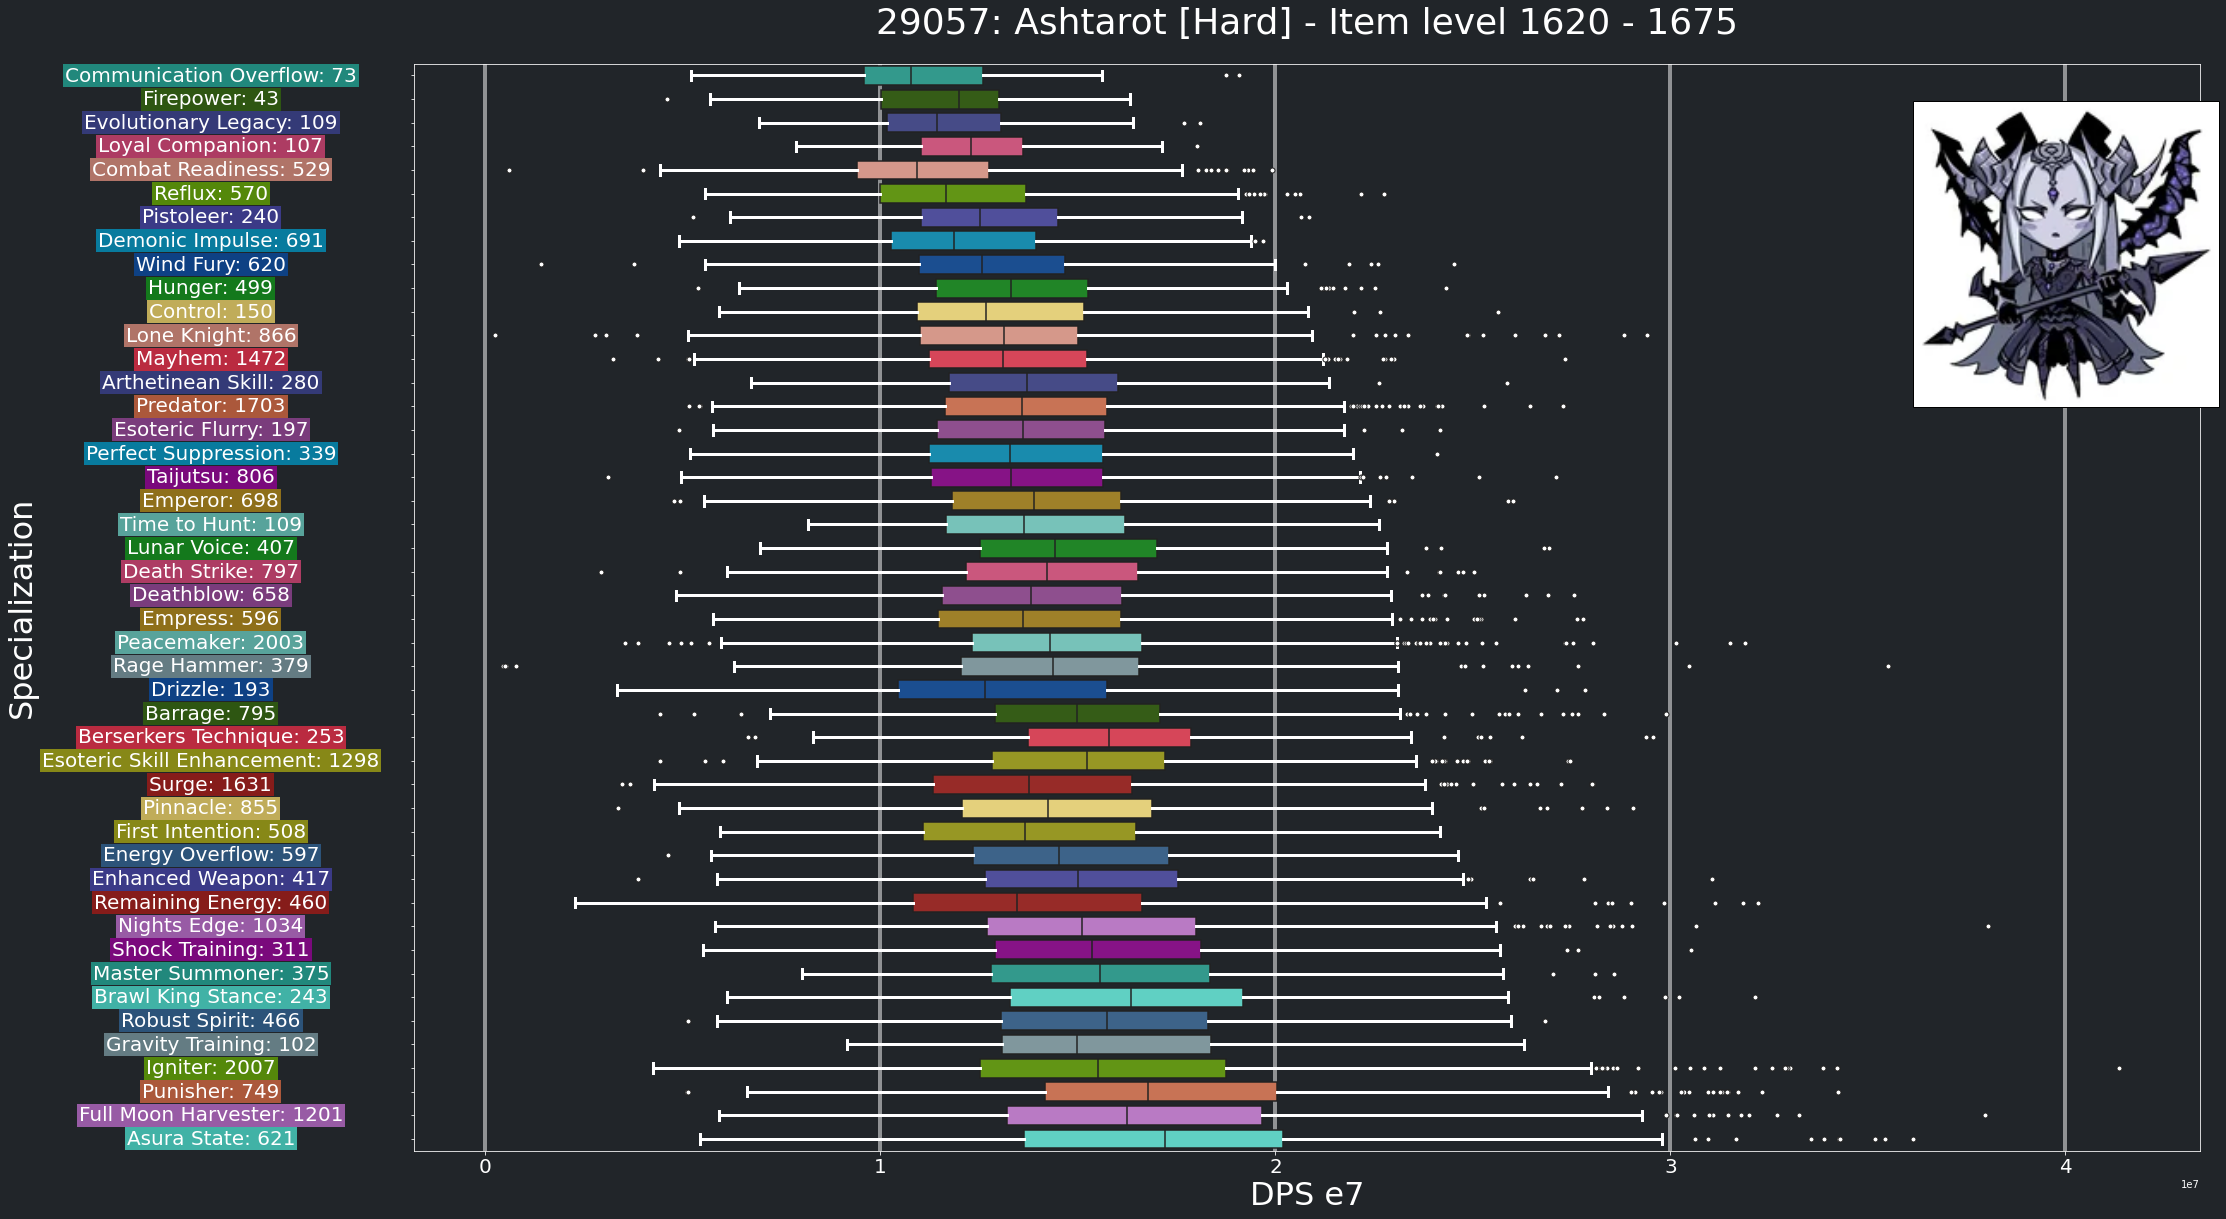 29057: Ashtarot [Hard] - Item level 1620 - 1675
Communication Overflow: 73
Firepower: 43
Evolutionary Legacy: 109
Loyal Companion: 107
Combat Readiness: 529
Reflux: 570
Pistoleer: 240
Demonic Impulse: 691
Wind Fury: 620
Hunger: 499
Control: 150
Lone Knight: 866
Mayhem: 1472
Arthetinean Skill: 280
Predator: 1703
Esoteric Flurry: 197
Perfect Suppression: 339
Taijutsu: 806
Emperor: 698
Time to Hunt: 109
Lunar Voice: 407
Death Strike: 797
Deathblow: 658
Empress: 596
Peacemaker: 2003
Rage Hammer: 379
Drizzle: 193
Barrage: 795
Berserkers Technique: 253
Esoteric Skill Enhancement: 1298
Surge: 1631
Pinnacle: 855
First Intention: 508
Energy Overflow: 597
Enhanced Weapon: 417
Remaining Energy: 460
Nights Edge: 1034
Shock Training: 311
Master Summoner: 375
Brawl King Stance: 243
Robust Spirit: 466
Gravity Training: 102
Igniter: 2007
Punisher: 749
Full Moon Harvester: 1201
Asura State: 621
Specialization
0 1 2 3 4
DPS e7
1e7